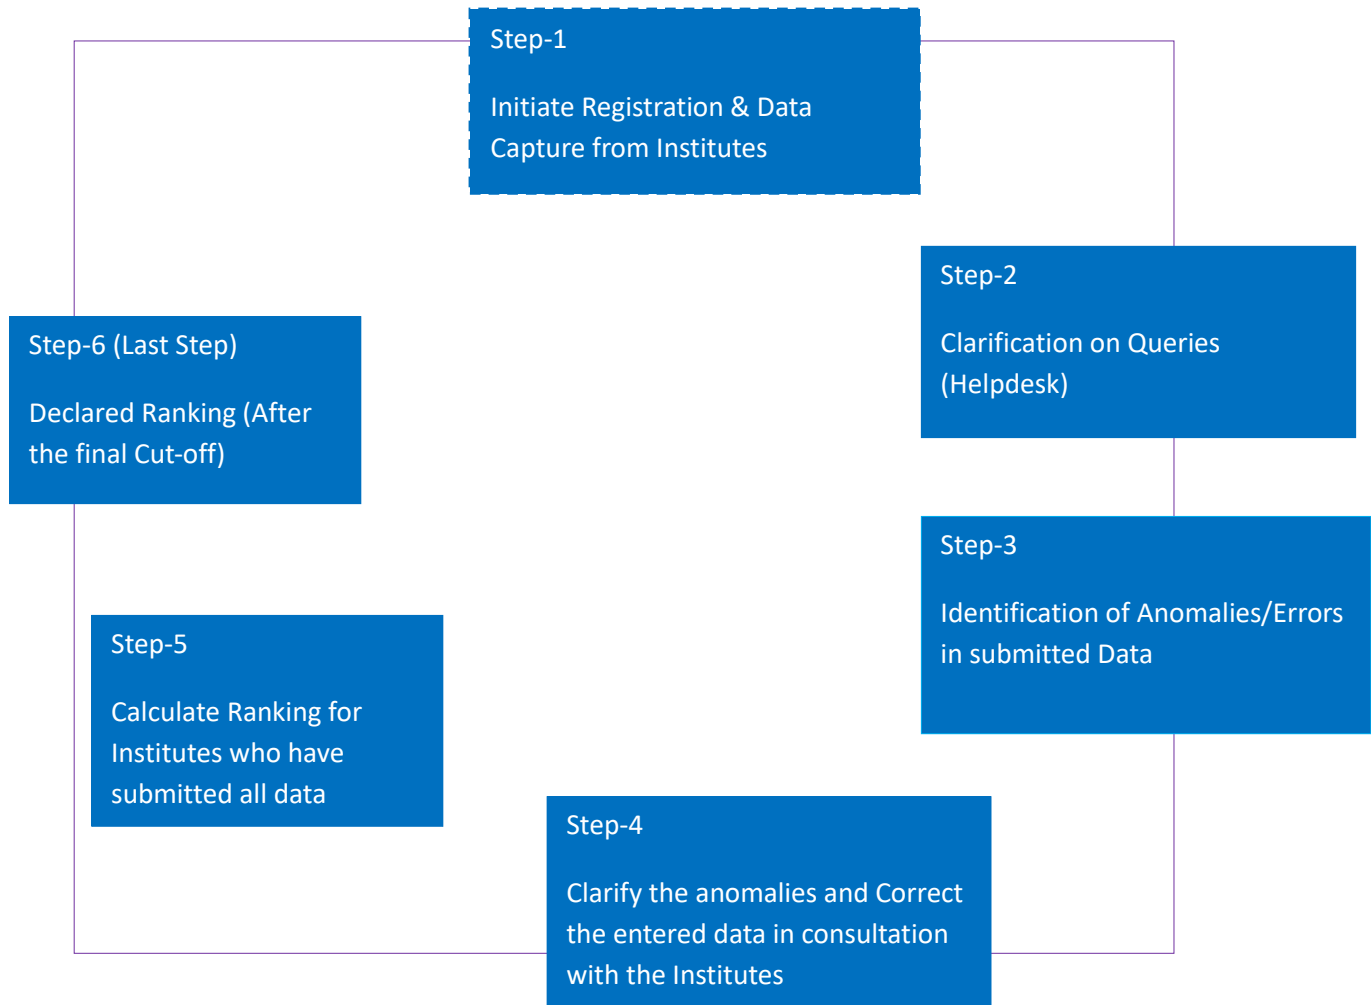 Step-1
Initiate Registration & Data
Capture from Institutes
Step-2
Clarification on Queries
(Helpdesk)
Step-3
Identification of Anomalies/Errors
in submitted Data
Step-4
Clarify the anomalies and Correct
the entered data in consultation
with the Institutes
Step-5
Calculate Ranking for
Institutes who have
submitted all data
Step-6 (Last Step)
Declared Ranking (After
the final Cut-off)